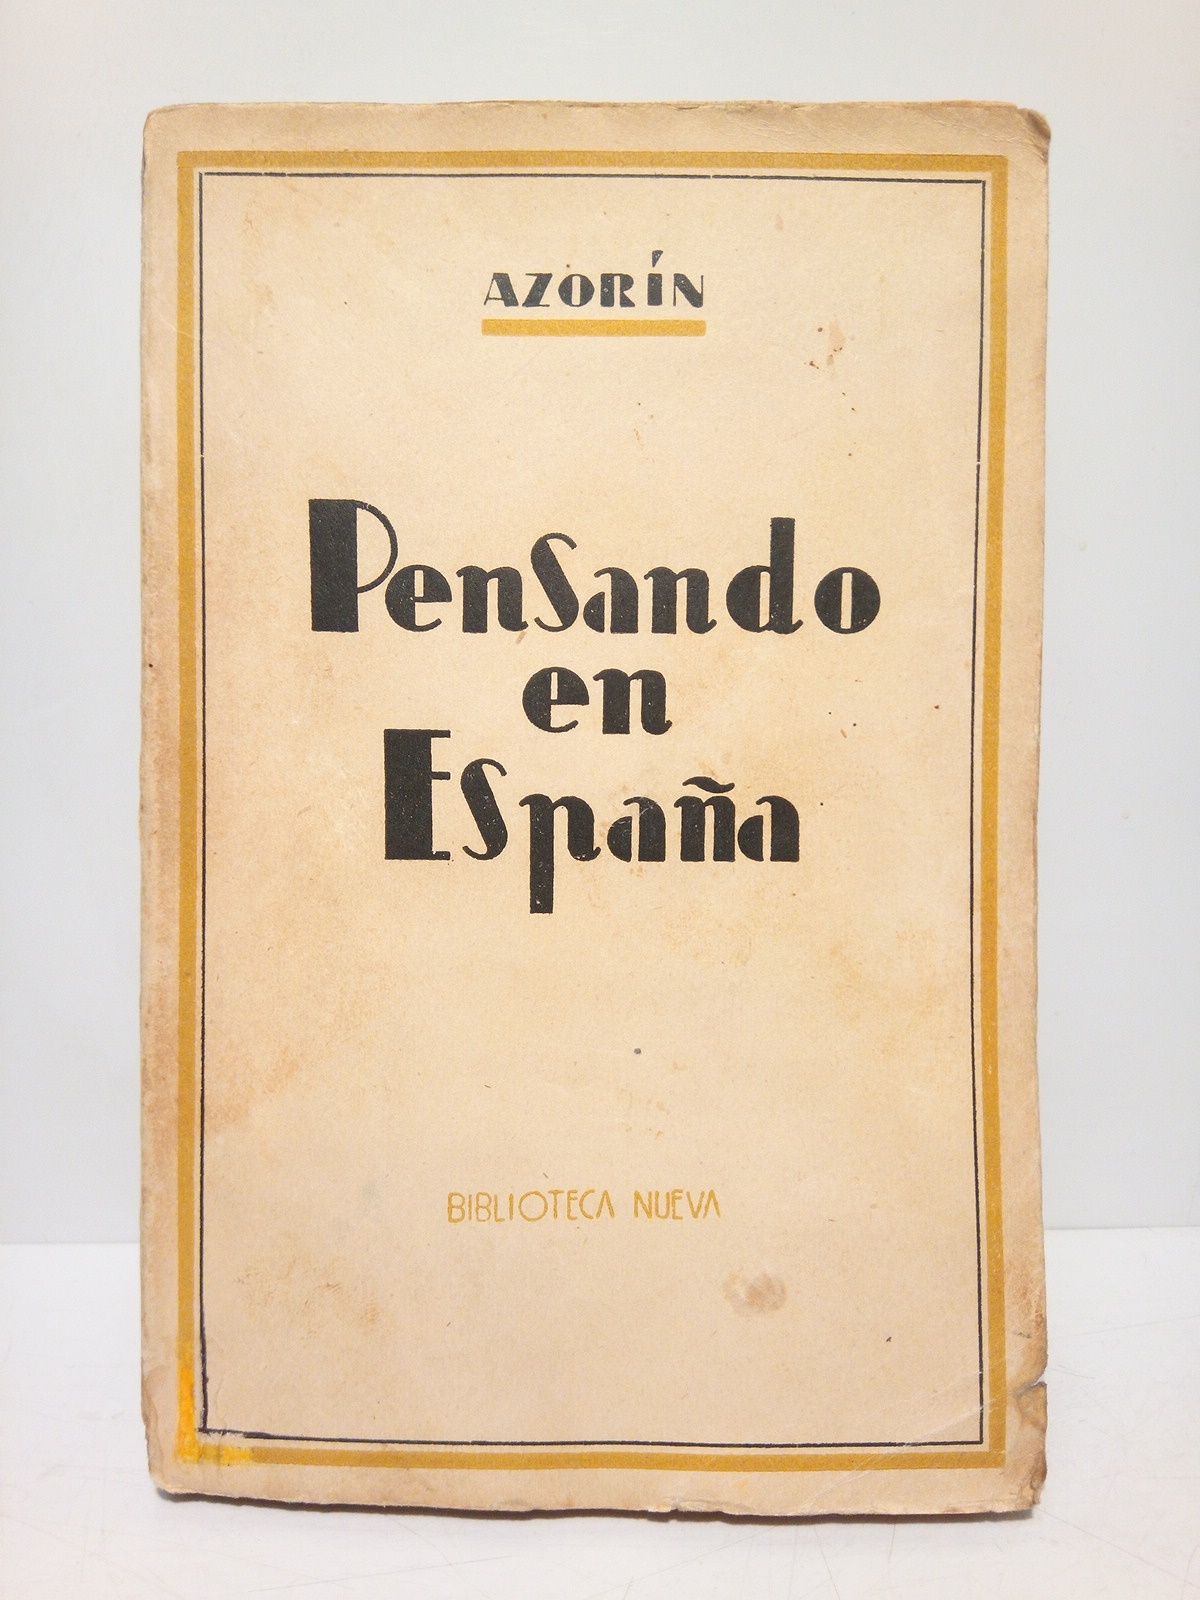 AZORÍN
Pensando
en
España
BIBLIOTECA NUEVA